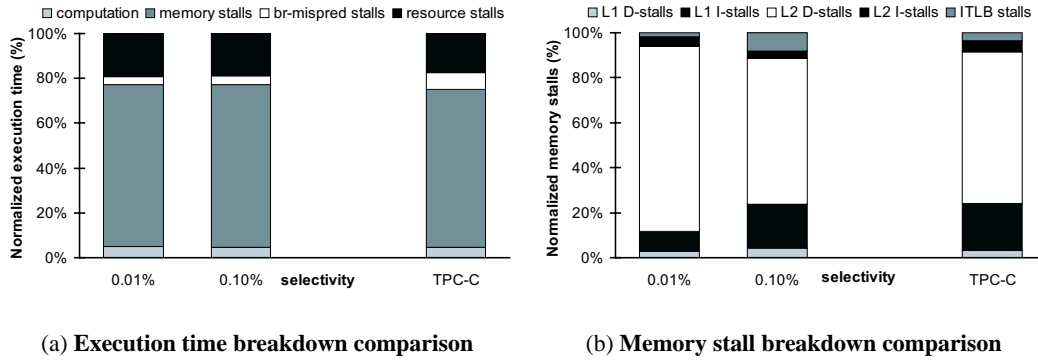 computation memory stalls br-mispred stalls resource stalls
Normalized execution time (%)
100%
80%
60%
40%
20%
0%
0.01% 0.10% selectivity TPC-C
(a) Execution time breakdown comparison
L1 D-stalls L1 I-stalls L2 D-stalls L2 I-stalls ITLB stalls
Normalized memory stalls (%)
100%
80%
60%
40%
20%
0%
0.01% 0.10% selectivity TPC-C
(b) Memory stall breakdown comparison